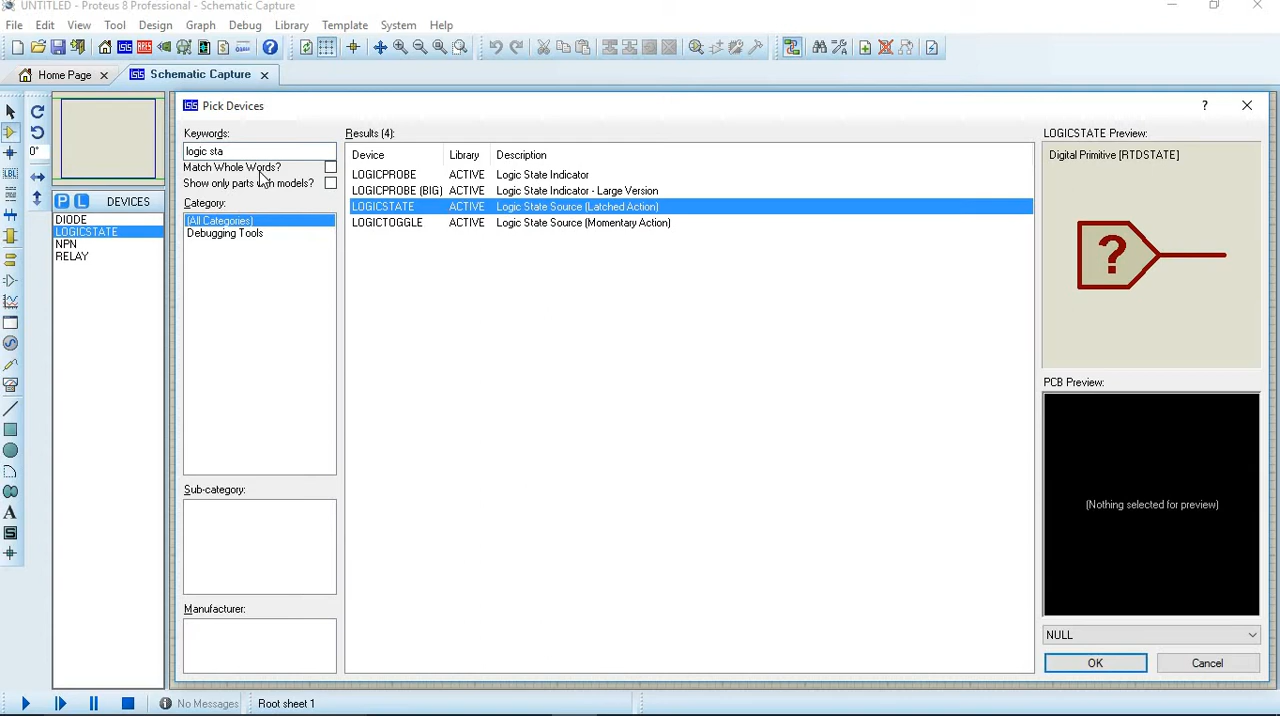 UNTITLED - Proteus 8 Professional - Schematic Capture
File Edit View Tool Design Graph Debug Library Template System Help
Home Page Schematic Capture
Pick Devices
Keywords: Results (4): LOGICSTATE Preview:
logic sta
Device Library Description
Digital Primitive [RTDSTATE]
Match Whole Words?
LOGICPROBE ACTIVE Logic State Indicator
Show only parts with models?
LOGICPROBE (BIG) ACTIVE Logic State Indicator - Large Version
0°
LBL
P L DEVICES
Category:
LOGICSTATE ACTIVE Logic State Source (Latched Action)
DIODE
(All Categories)
LOGICTOGGLE ACTIVE Logic State Source (Momentary Action)
LOGICSTATE
Debugging Tools
NPN
RELAY
?
PCB Preview:
Sub-category:
(Nothing selected for preview)
A
S
Manufacturer:
NULL
OK Cancel
No Messages Root sheet 1